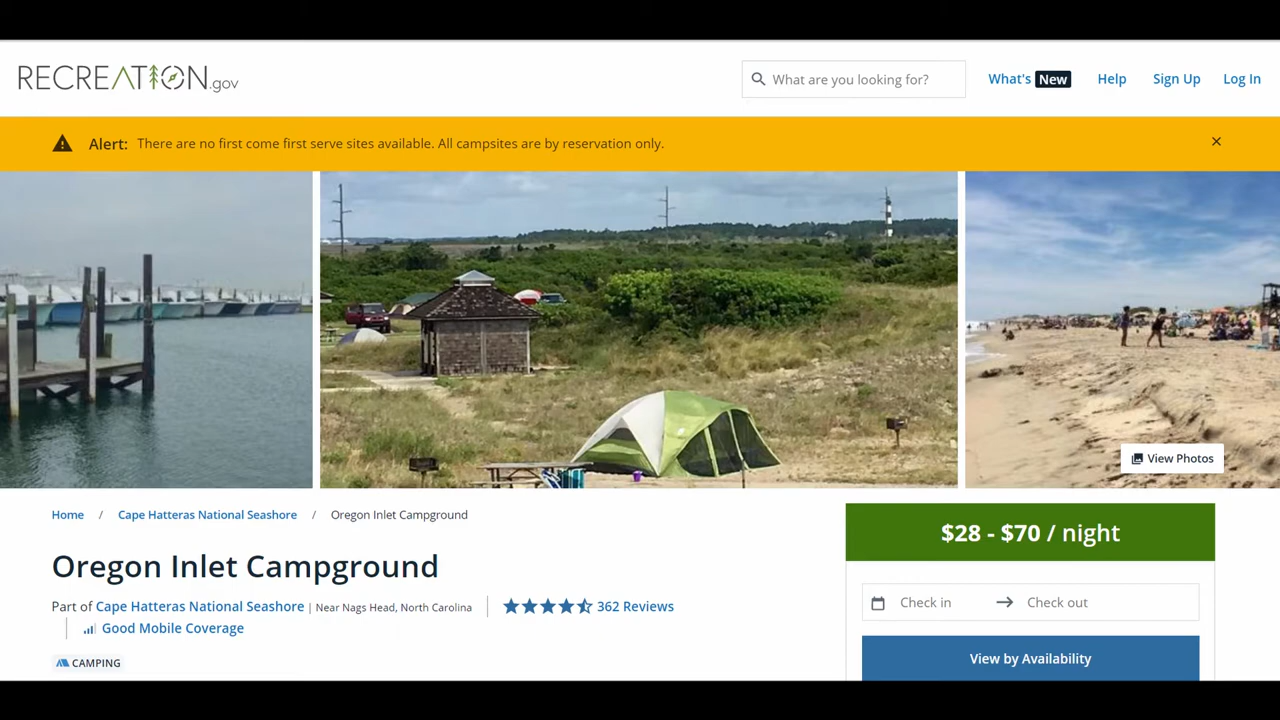 RECREATION.gov
What are you looking for?
What's New
Help
Sign Up
Log In
Alert: There are no first come first serve sites available. All campsites are by reservation only.
View Photos
Home / Cape Hatteras National Seashore / Oregon Inlet Campground
$28 - $70 / night
Oregon Inlet Campground
Check in
Check out
Part of Cape Hatteras National Seashore | Near Nags Head, North Carolina
362 Reviews
Good Mobile Coverage
View by Availability
CAMPING